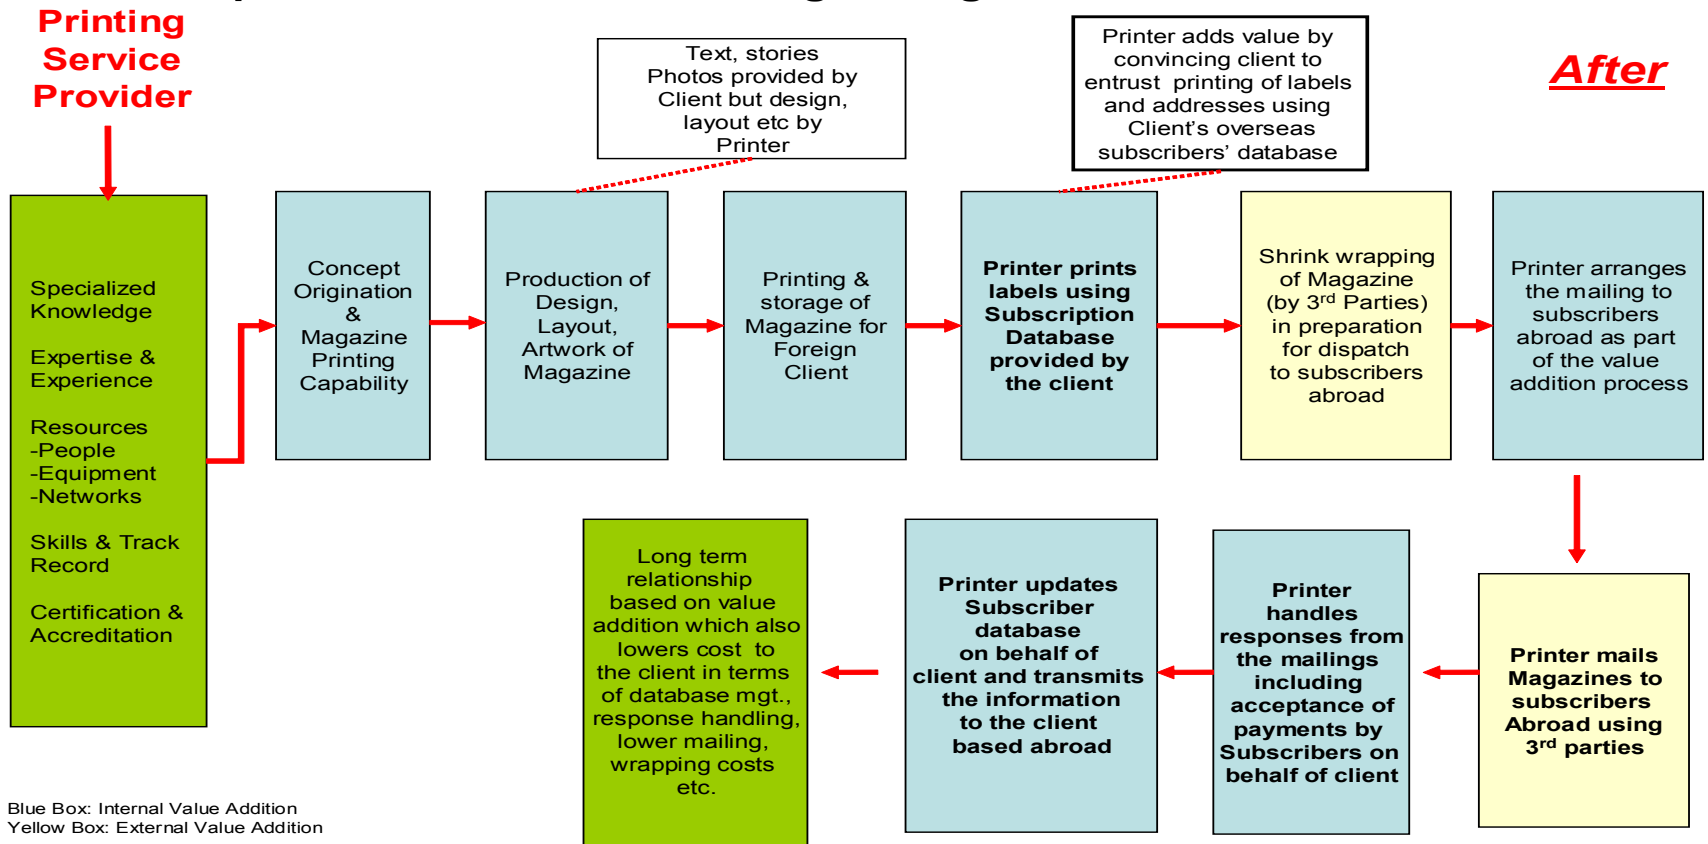 Printing
Service
Provider
Text, stories
Photos provided by
Client but design,
layout etc by
Printer
Printer adds value by
convincing client to
entrust printing of labels
and addresses using
Client's overseas
subscribers' database
After
Specialized
Knowledge
Expertise &
Experience
Resources
-People
-Equipment
-Networks
Skills & Track
Record
Certification &
Accreditation
Concept
Origination
&
Magazine
Printing
Capability
Production of
Design,
Layout,
Artwork of
Magazine
Printing &
storage of
Magazine for
Foreign
Client
Printer prints
labels using
Subscription
Database
provided by
the client
Shrink wrapping
of Magazine
(by 3rd Parties)
in preparation
for dispatch
to subscribers
abroad
Printer arranges
the mailing to
subscribers
abroad as part
of the value
addition process
Printer mails
Magazines to
subscribers
Abroad using
3rd parties
Printer
handles
responses from
the mailings
including
acceptance of
payments by
Subscribers on
behalf of client
Printer updates
Subscriber
database
on behalf of
client and transmits
the information
to the client
based abroad
Long term
relationship
based on value
addition which also
lowers cost to
the client in terms
of database mgt.,
response handling,
lower mailing,
wrapping costs
etc.
Blue Box: Internal Value Addition
Yellow Box: External Value Addition